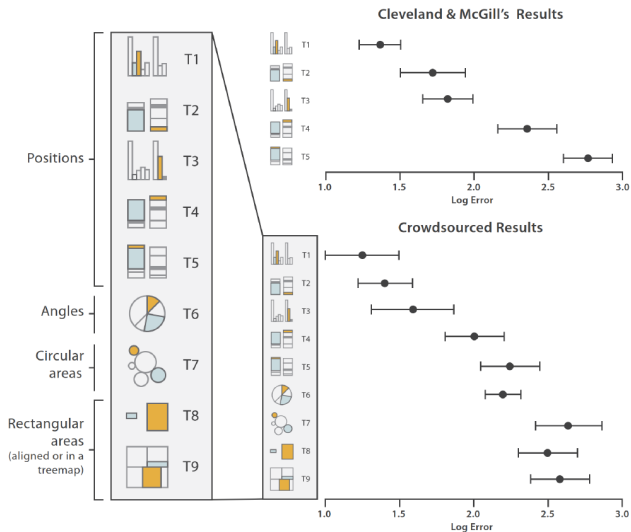 Cleveland & McGill's Results
T1
T2
T3
T4
T5
1.0 1.5 2.0 2.5 3.0
Log Error
Positions
Angles
Circular
areas
Rectangular
areas
(aligned or in a
treemap)
T1
T2
T3
T4
T5
T6
T7
T8
T9
Crowdsourced Results
T1
T2
T3
T4
T5
T6
T7
T8
T9
1.0 1.5 2.0 2.5 3.0
Log Error